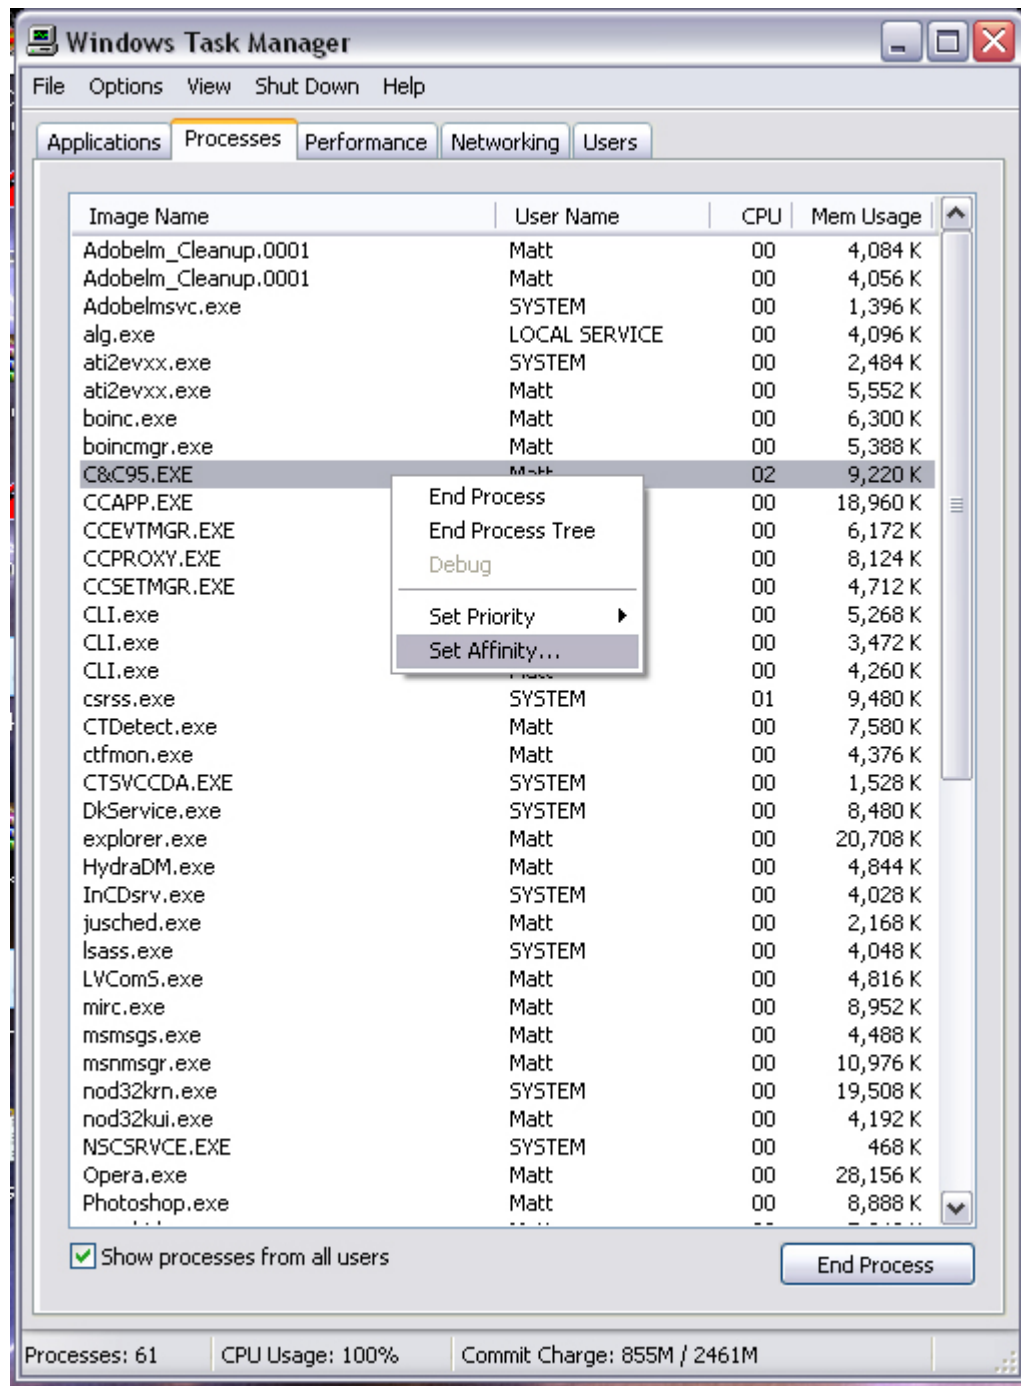 Windows Task Manager
File Options View Shut Down Help
Applications Processes Performance Networking Users
Image Name User Name CPU Mem Usage
Adobelm_Cleanup.0001 Matt 00 4,084 K
Adobelm_Cleanup.0001 Matt 00 4,056 K
Adobelmsvc.exe SYSTEM 00 1,396 K
alg.exe LOCAL SERVICE 00 4,096 K
ati2evxx.exe SYSTEM 00 2,484 K
ati2evxx.exe Matt 00 5,552 K
boinc.exe Matt 00 6,300 K
boincmgr.exe Matt 00 5,388 K
C&C95.EXE Matt 02 9,220 K
CCAPP.EXE End Process 00 18,960 K
CCEVTMGR.EXE End Process Tree 00 6,172 K
CCPROXY.EXE Debug 00 8,124 K
CCSETMGR.EXE 00 4,712 K
CLI.exe Set Priority 00 5,268 K
CLI.exe Set Affinity... 00 3,472 K
CLI.exe Matt 00 4,260 K
csrss.exe SYSTEM 01 9,480 K
CTDetect.exe Matt 00 7,580 K
ctfmon.exe Matt 00 4,376 K
CTSVCCDA.EXE SYSTEM 00 1,528 K
DkService.exe SYSTEM 00 8,480 K
explorer.exe Matt 00 20,708 K
HydraDM.exe Matt 00 4,844 K
InCDsrv.exe SYSTEM 00 4,028 K
jusched.exe Matt 00 2,168 K
lsass.exe SYSTEM 00 4,048 K
LVComS.exe Matt 00 4,816 K
mirc.exe Matt 00 8,952 K
msmsgs.exe Matt 00 4,488 K
msnmsgr.exe Matt 00 10,976 K
nod32krn.exe SYSTEM 00 19,508 K
nod32kui.exe Matt 00 4,192 K
NSCSRVCE.EXE SYSTEM 00 468 K
Opera.exe Matt 00 28,156 K
Photoshop.exe Matt 00 8,888 K
Show processes from all users
End Process
Processes: 61 CPU Usage: 100% Commit Charge: 855M / 2461M